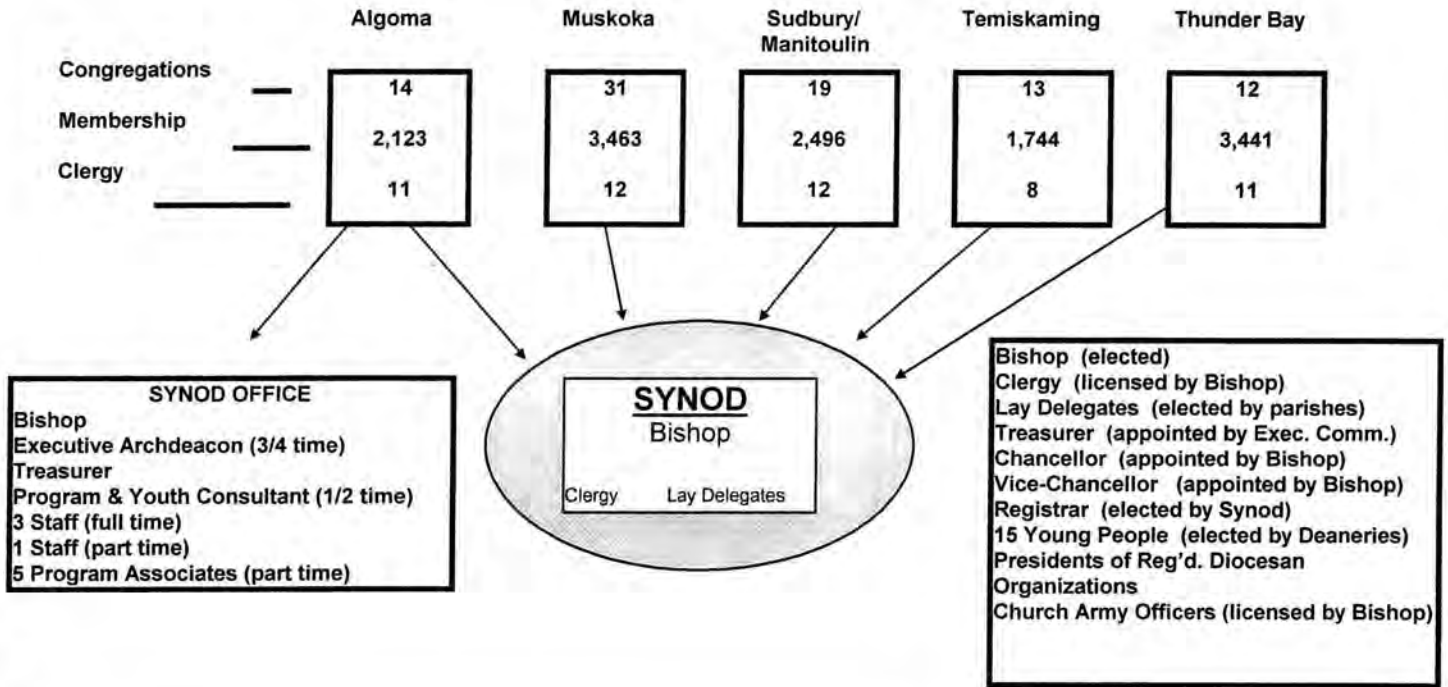 Algoma Muskoka Sudbury/ Temiskaming Thunder Bay
Manitoulin
Congregations 14 31 19 13 12
Membership 2,123 3,463 2,496 1,744 3,441
Clergy 11 12 12 8 11
SYNOD OFFICE
Bishop
Executive Archdeacon (3/4 time)
Treasurer
Program & Youth Consultant (1/2 time)
3 Staff (full time)
1 Staff (part time)
5 Program Associates (part time)
SYNOD
Bishop
Clergy Lay Delegates
Bishop (elected)
Clergy (licensed by Bishop)
Lay Delegates (elected by parishes)
Treasurer (appointed by Exec. Comm.)
Chancellor (appointed by Bishop)
Vice-Chancellor (appointed by Bishop)
Registrar (elected by Synod)
15 Young People (elected by Deaneries)
Presidents of Reg'd. Diocesan
Organizations
Church Army Officers (licensed by Bishop)